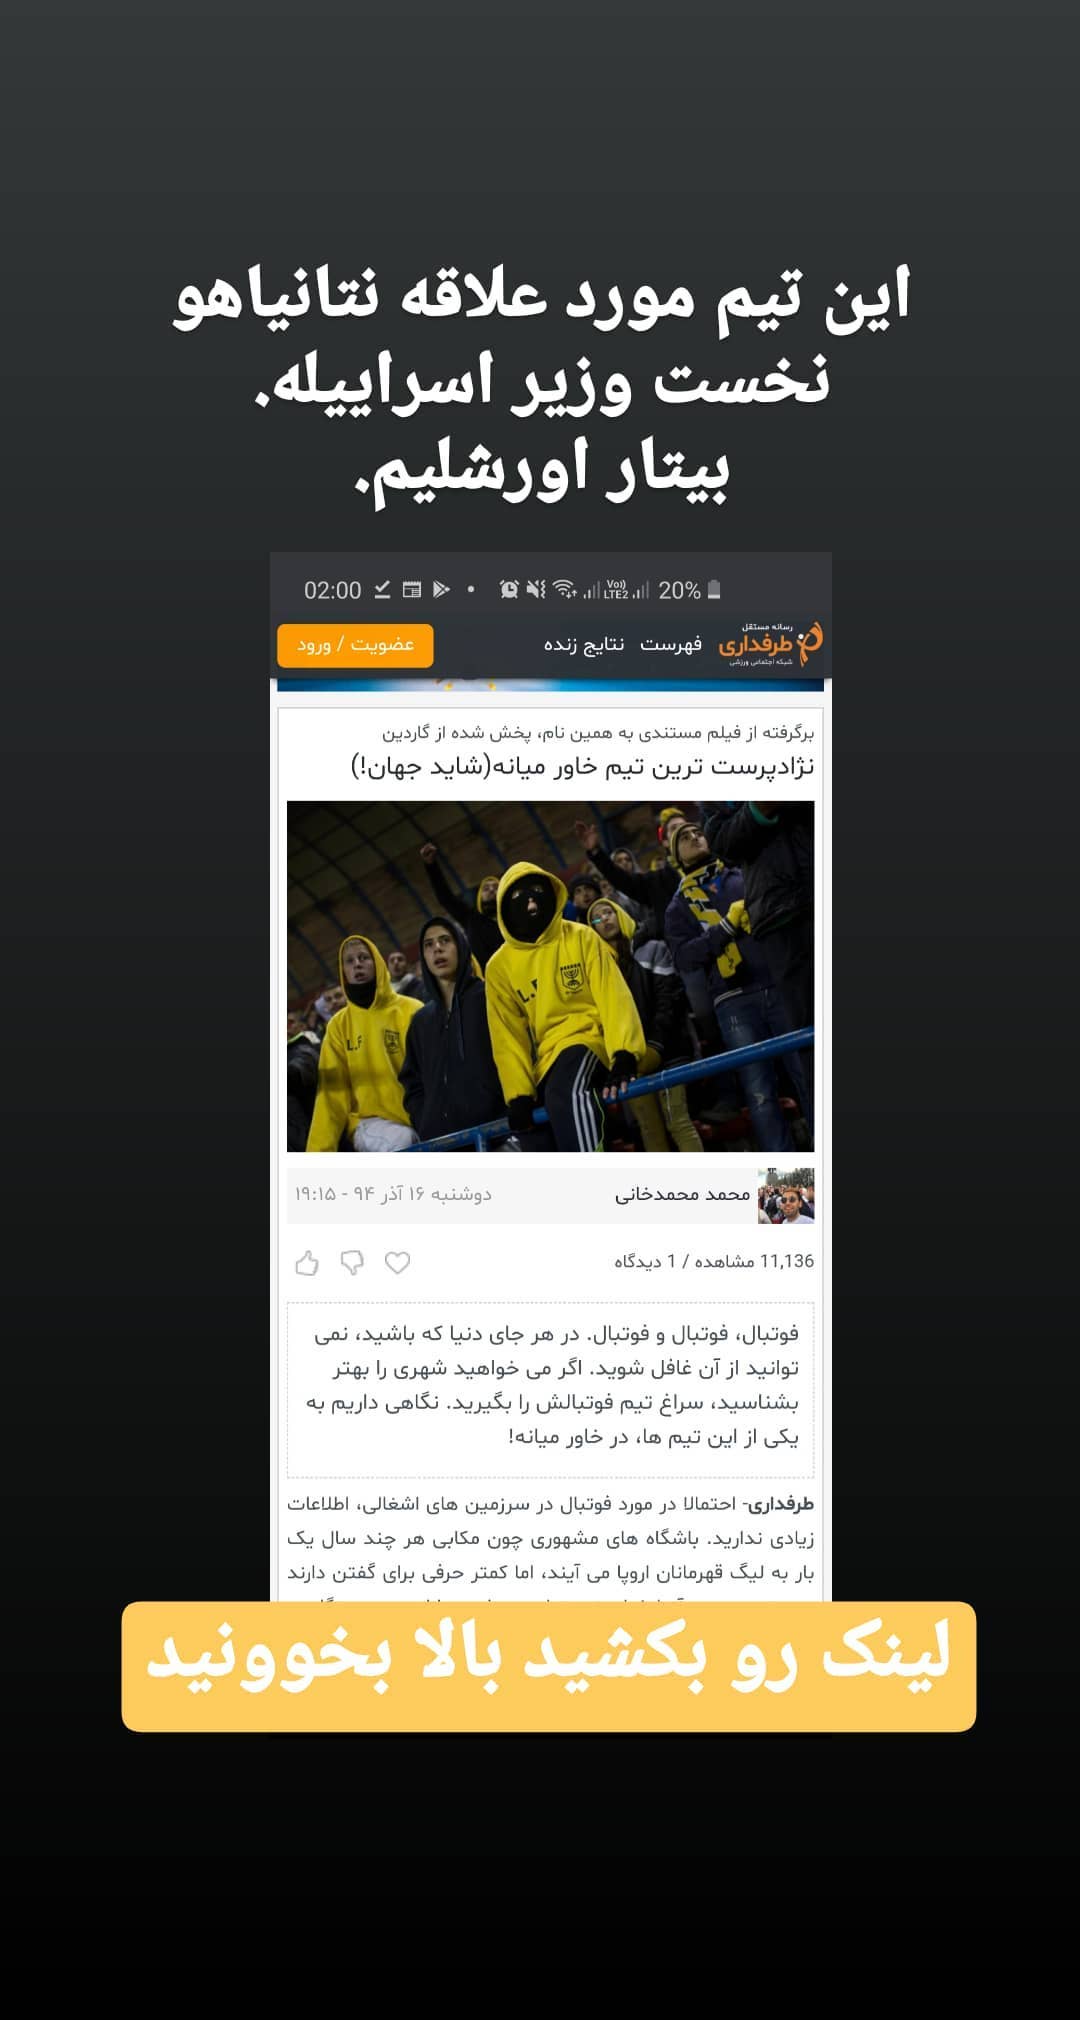 این تیم مورد علاقه نتانیاهو
نخست وزیر اسراییله.
بیتار اورشلیم.
02:00 Vo)) LTE2 20%
رسانه مستقل
طرفداری
شبکه اجتماعی ورزشی
فهرست نتایج زنده عضویت / ورود
برگرفته از فیلم مستندی به همین نام، پخش شده از گاردین
نژادپرست ترین تیم خاور میانه(شاید جهان!)
L.F
L.F
محمد محمدخانی دوشنبه ۱۶ آذر ۹۴ - ۱۹:۱۵
11,136 مشاهده / 1 دیدگاه
فوتبال، فوتبال و فوتبال. در هر جای دنیا که باشید، نمی
توانید از آن غافل شوید. اگر می خواهید شهری را بهتر
بشناسید، سراغ تیم فوتبالش را بگیرید. نگاهی داریم به
یکی از این تیم ها، در خاور میانه!
طرفداری- احتمالا در مورد فوتبال در سرزمین های اشغالی، اطلاعات
زیادی ندارید. باشگاه های مشهوری چون مکابی هر چند سال یک
بار به لیگ قهرمانان اروپا می آیند، اما کمتر حرفی برای گفتن دارند
لینک رو بکشید بالا بخوونید